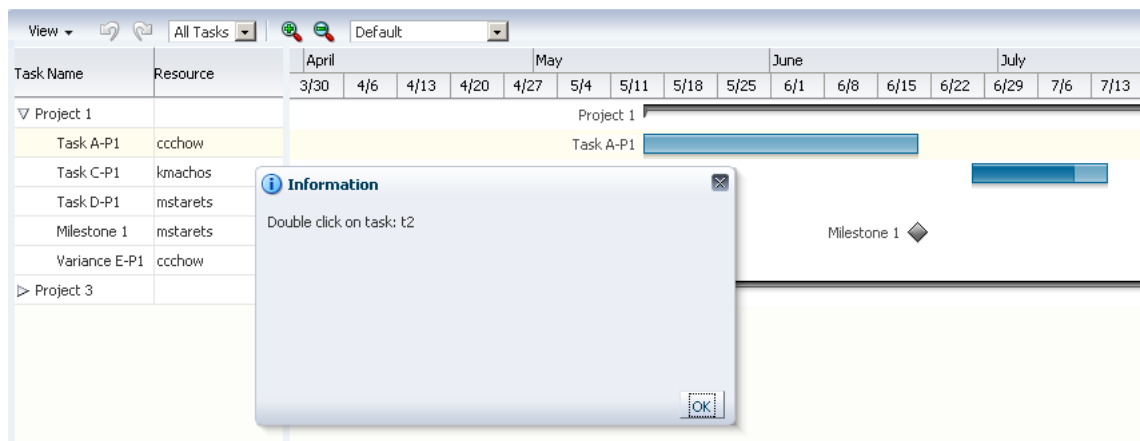 View All Tasks Default
Task Name Resource
April May June July
3/30 4/6 4/13 4/20 4/27 5/4 5/11 5/18 5/25 6/1 6/8 6/15 6/22 6/29 7/6 7/13
Project 1 Project 1
Task A-P1 ccchow Task A-P1
Task C-P1 kmachos
Task D-P1 mstarets
Milestone 1 mstarets Milestone 1
Variance E-P1 ccchow
Project 3
Information
Double click on task: t2
OK